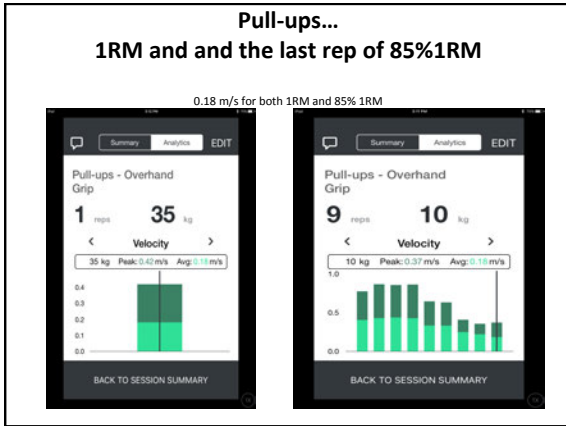 Pull-ups...
1RM and and the last rep of 85%1RM
0.18 m/s for both 1RM and 85% 1RM
Summary Analytics EDIT
Pull-ups - Overhand
Grip
1 reps 35 kg
< Velocity >
35 kg Peak: 0.42 m/s Avg: 0.18 m/s
0.4
0.3
0.2
0.1
0.0
BACK TO SESSION SUMMARY
Summary Analytics EDIT
Pull-ups - Overhand
Grip
9 reps 10 kg
< Velocity >
10 kg Peak: 0.37 m/s Avg: 0.18 m/s
1.0
0.5
0.0
BACK TO SESSION SUMMARY